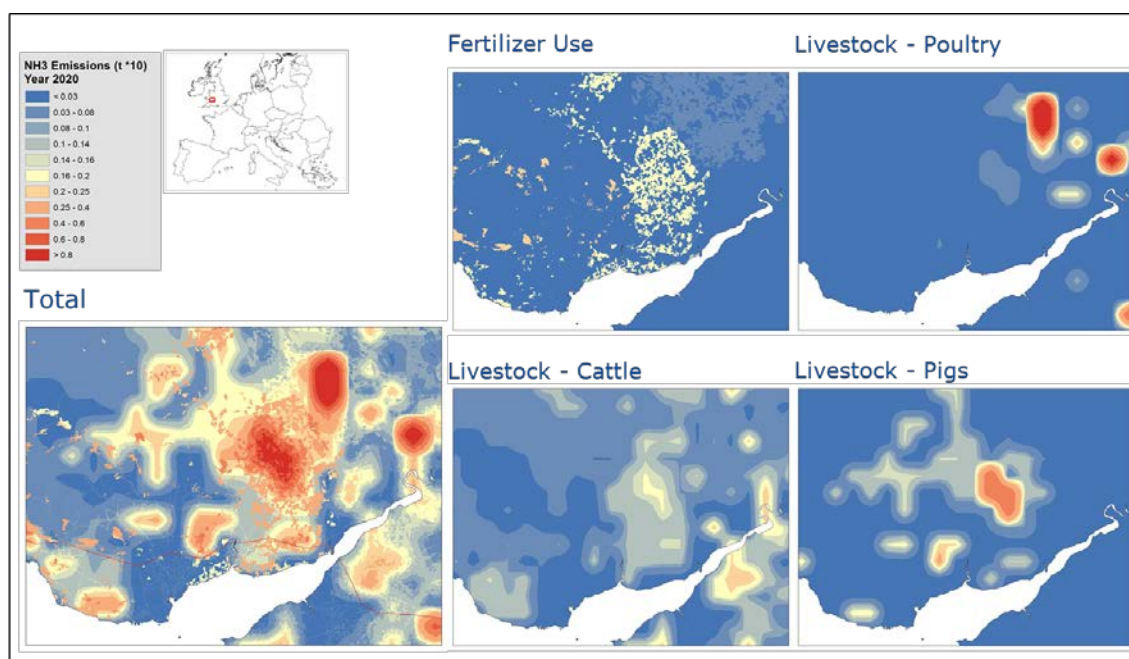 NH3 Emissions (t *10)
Year 2020
< 0.03
0.03 - 0.08
0.08 - 0.1
0.1 - 0.14
0.14 - 0.16
0.16 - 0.2
0.2 - 0.25
0.25 - 0.4
0.4 - 0.6
0.6 - 0.8
> 0.8
Fertilizer Use
Livestock - Poultry
Total
Livestock - Cattle
Livestock - Pigs